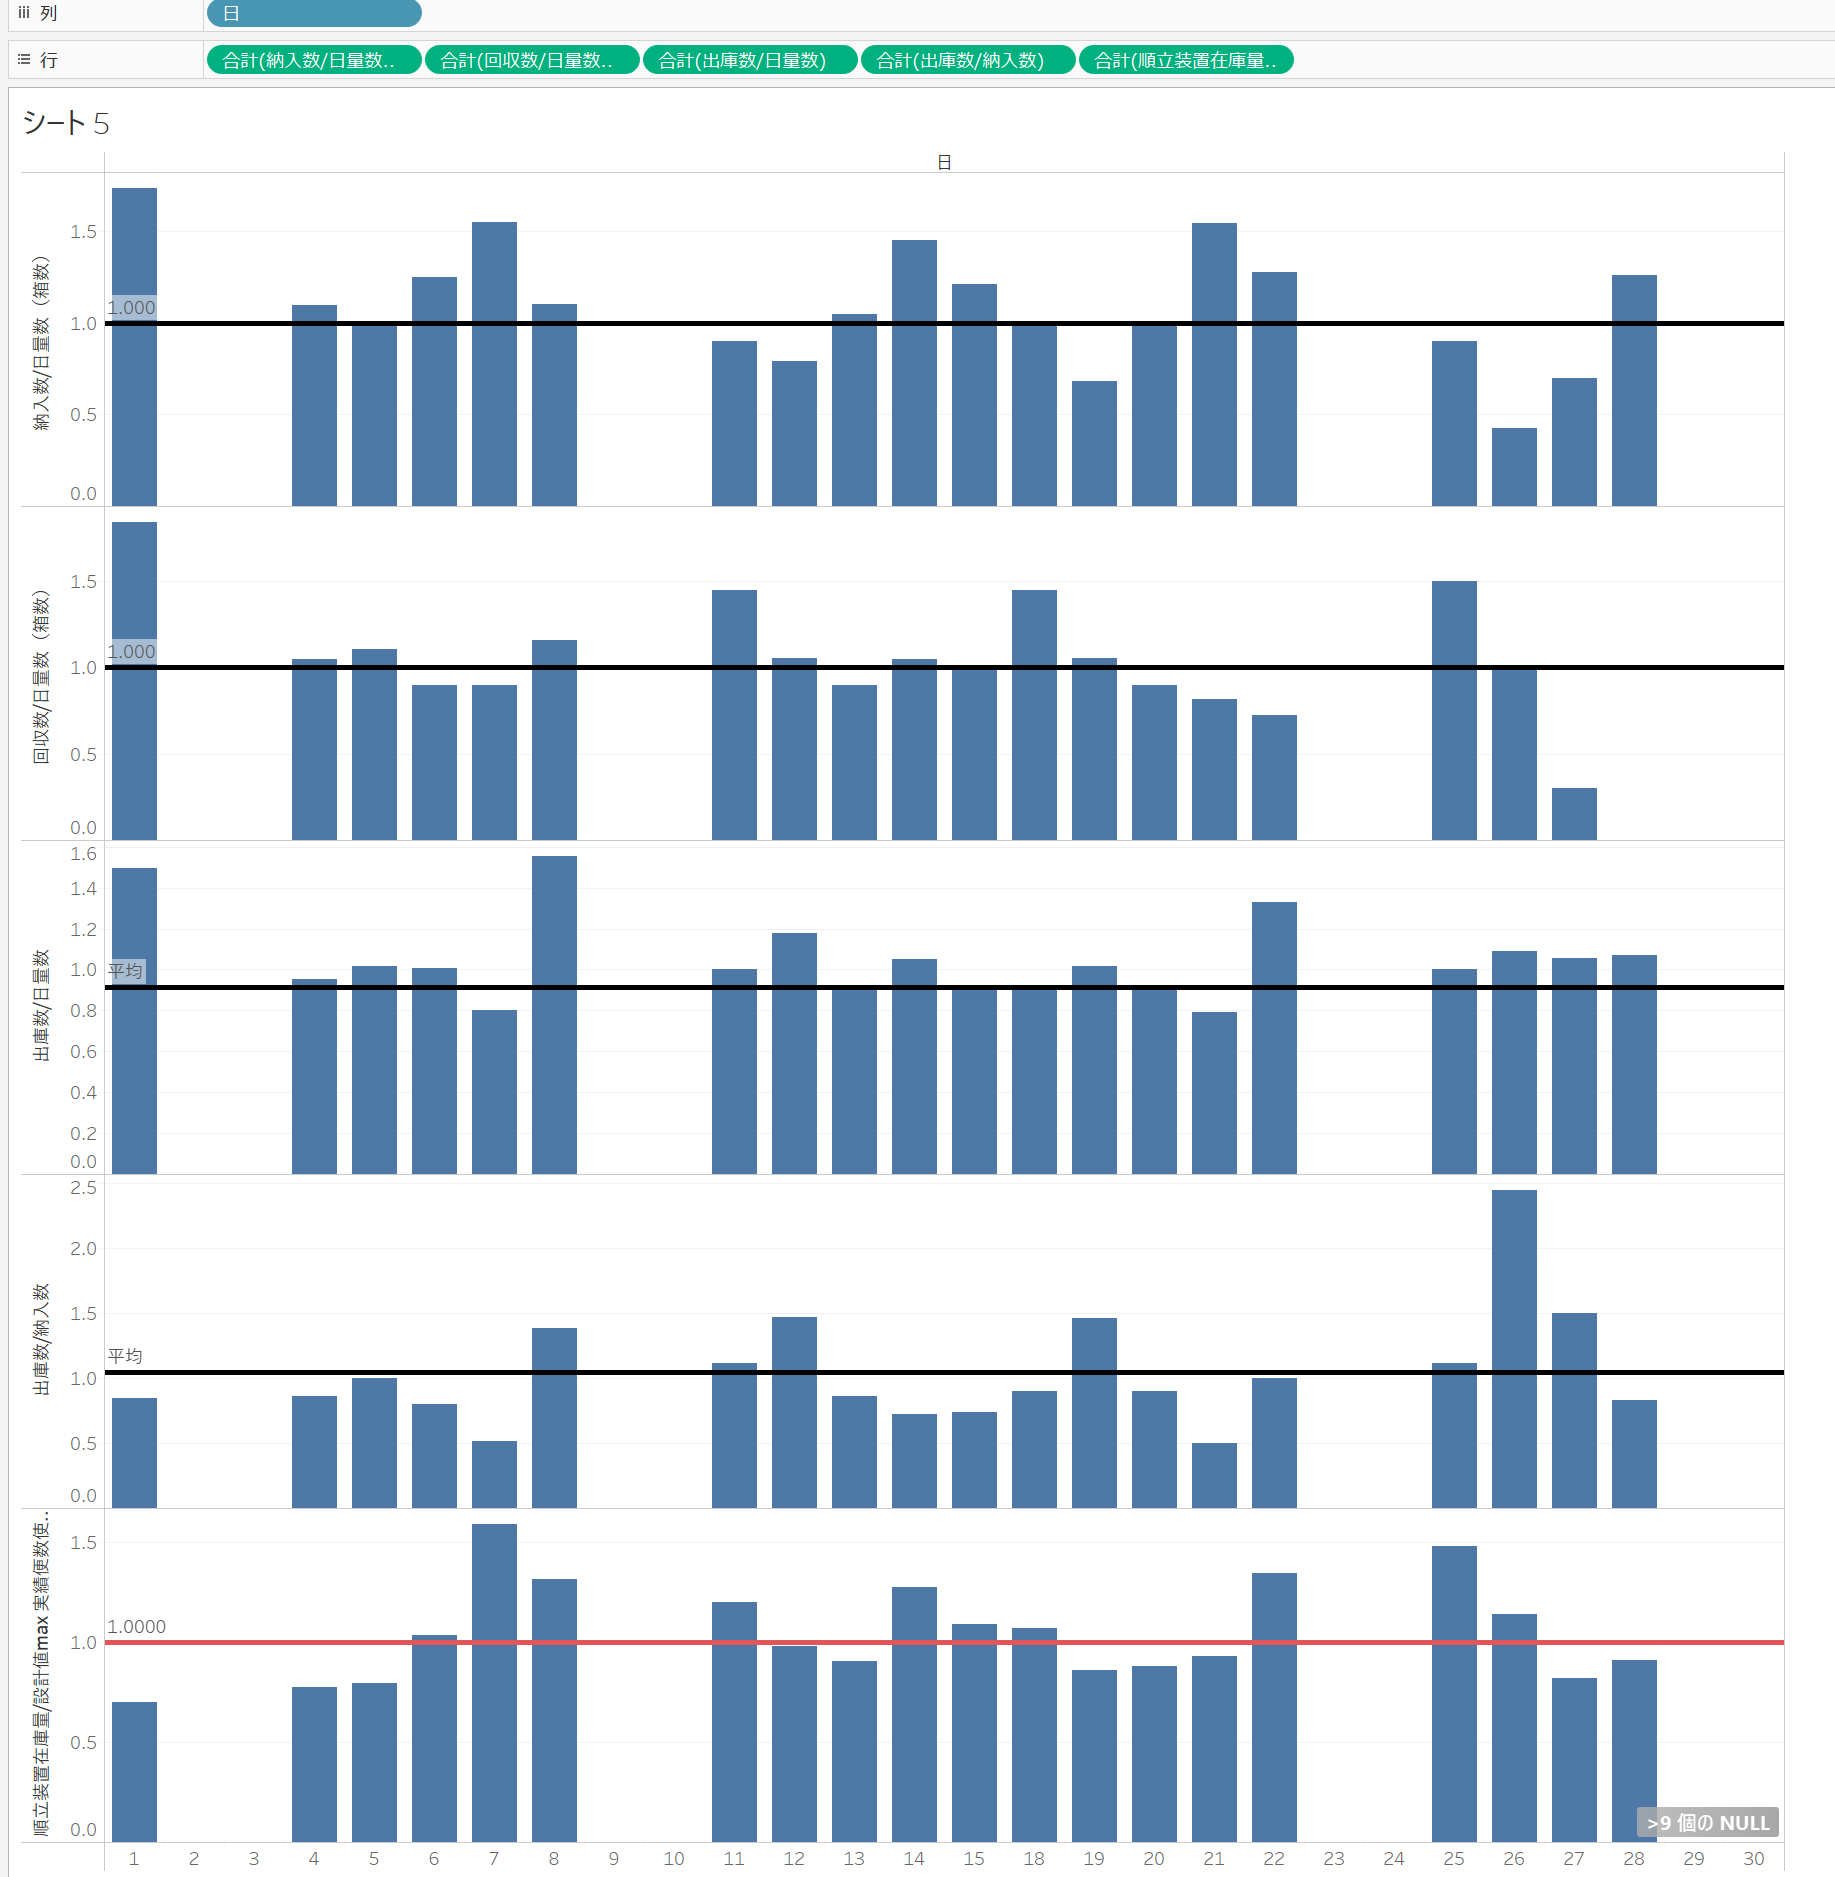 列
日
行
合計(納入数/日量数..
合計(回収数/日量数..
合計(出庫数/日量数)
合計(出庫数/納入数)
合計(順立装置在庫量..
シート 5
日
納入数/日量数（箱数）
1.5
1.0
0.5
0.0
1.000
回収数/日量数（箱数）
1.5
1.0
0.5
0.0
1.000
出庫数/日量数
1.6
1.4
1.2
1.0
0.8
0.6
0.4
0.2
0.0
平均
出庫数/納入数
2.5
2.0
1.5
1.0
0.5
0.0
平均
順立装置在庫量/設計値max 実績便数使..
1.5
1.0
0.5
0.0
1.0000
>9 個の NULL
1 2 3 4 5 6 7 8 9 10 11 12 13 14 15 18 19 20 21 22 23 24 25 26 27 28 29 30